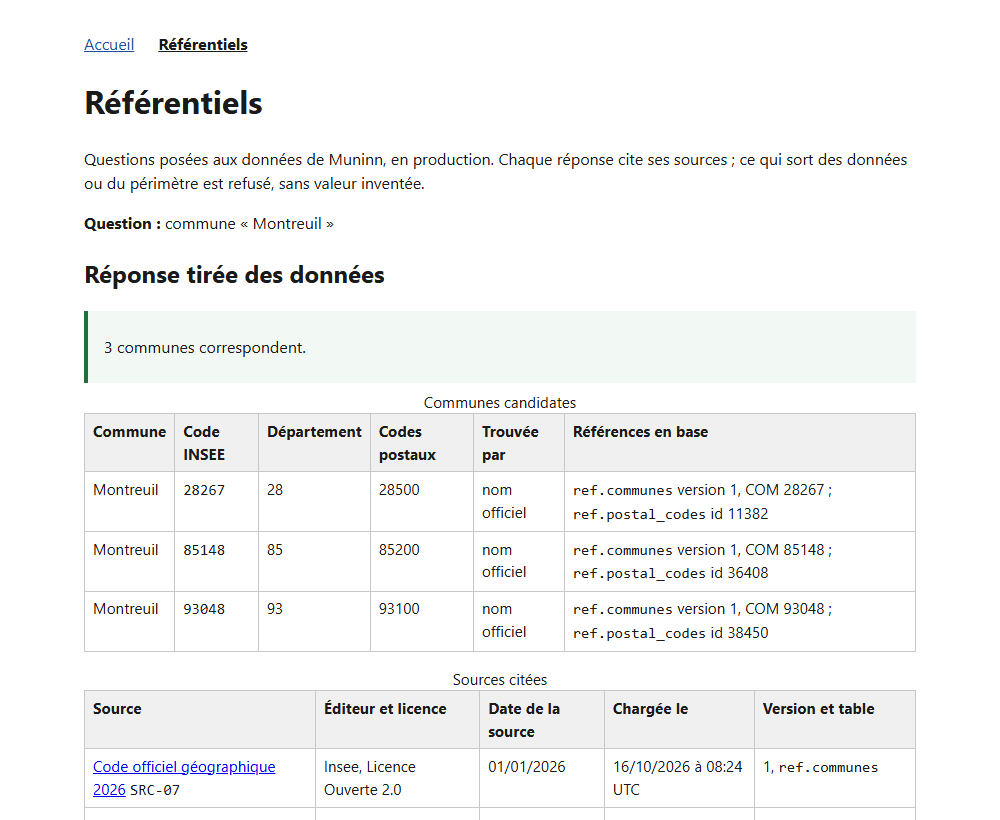 Accueil Référentiels
Référentiels
Questions posées aux données de Muninn, en production. Chaque réponse cite ses sources ; ce qui sort des données
ou du périmètre est refusé, sans valeur inventée.
Question : commune « Montreuil »
Réponse tirée des données
3 communes correspondent.
Communes candidates
Commune Code INSEE Département Codes postaux Trouvée par Références en base
Montreuil 28267 28 28500 nom officiel ref.communes version 1, COM 28267 ; ref.postal_codes id 11382
Montreuil 85148 85 85200 nom officiel ref.communes version 1, COM 85148 ; ref.postal_codes id 36408
Montreuil 93048 93 93100 nom officiel ref.communes version 1, COM 93048 ; ref.postal_codes id 38450
Sources citées
Source Éditeur et licence Date de la source Chargée le Version et table
Code officiel géographique 2026 SRC-07 Insee, Licence Ouverte 2.0 01/01/2026 16/10/2026 à 08:24 UTC 1, ref.communes